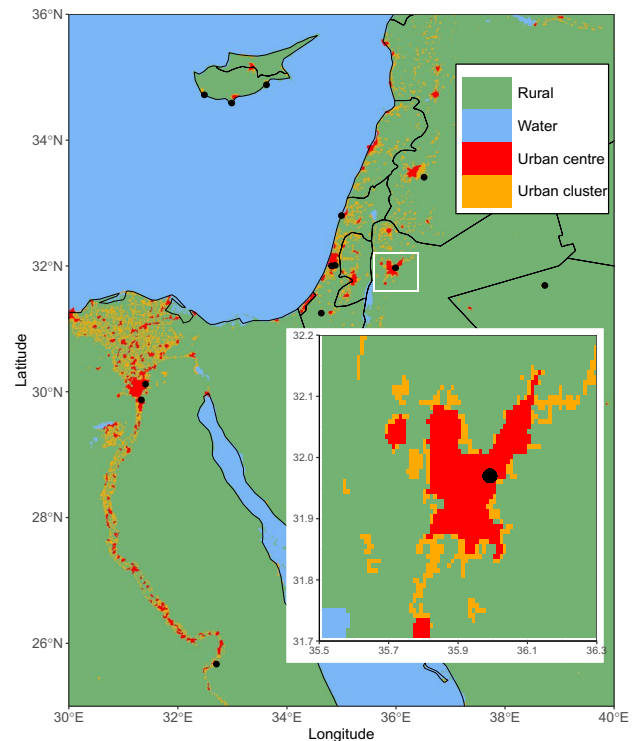 36°N
34°N
32°N
30°N
28°N
26°N
Latitude
30°E
32°E
34°E
36°E
38°E
40°E
Longitude
Rural
Water
Urban centre
Urban cluster
32.2
32.1
32.0
31.9
31.8
31.7
35.5
35.7
35.9
36.1
36.3